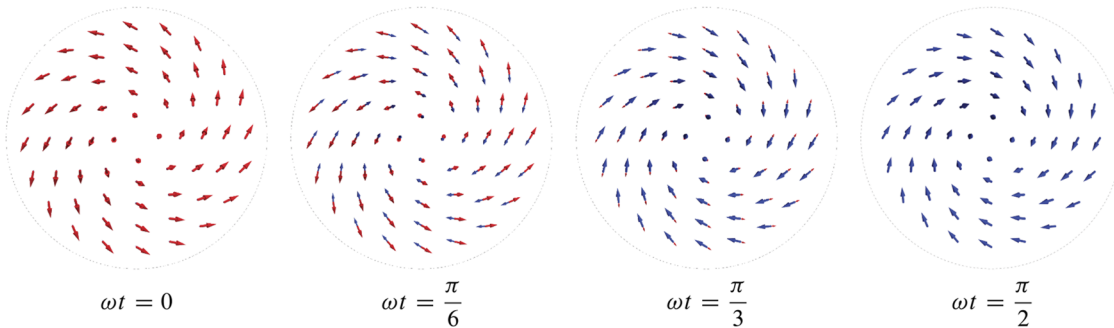 ωt = 0
ωt = π/6
ωt = π/3
ωt = π/2